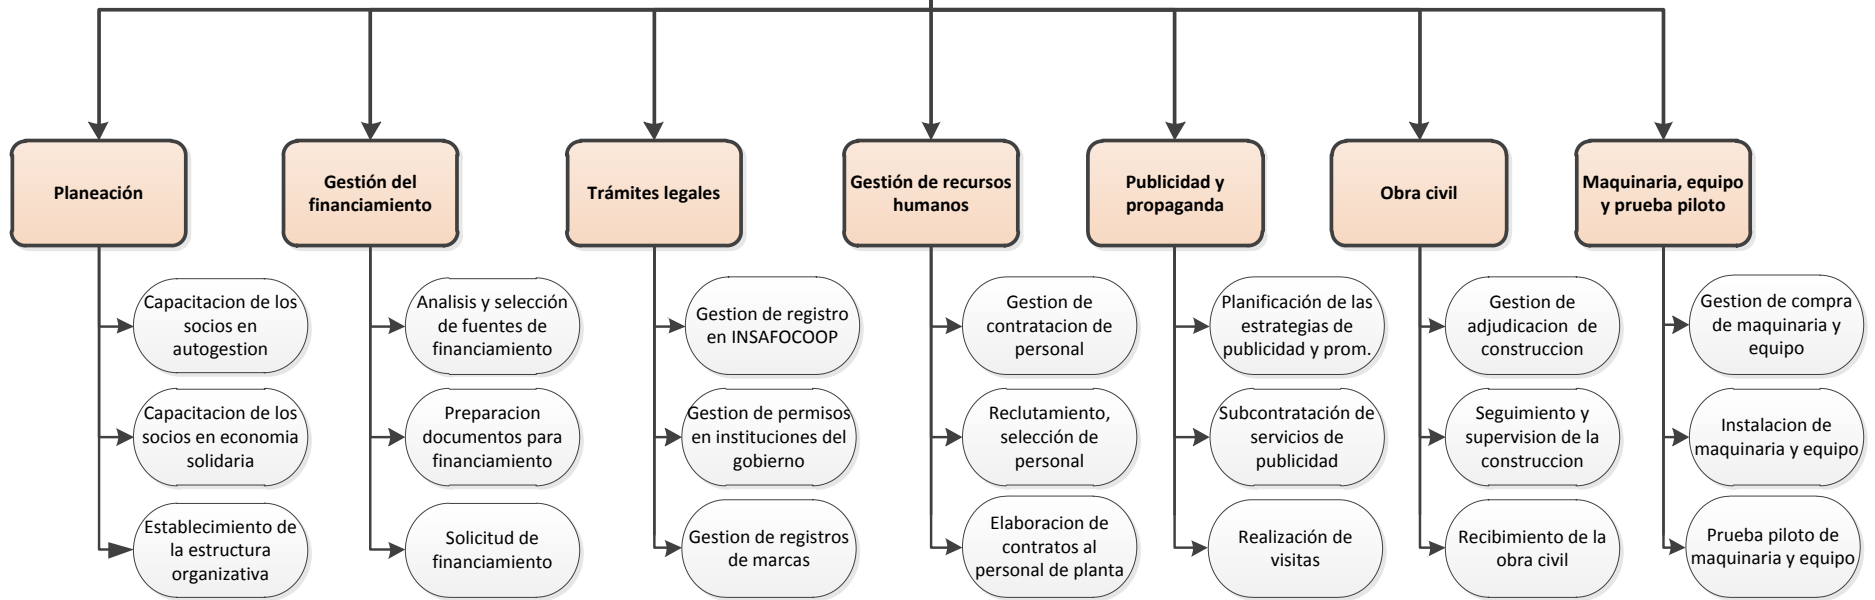 Planeación
Capacitacion de los
socios en
autogestion
Capacitacion de los
socios en economia
solidaria
Establecimiento de
la estructura
organizativa
Gestión del
financiamiento
Analisis y selección
de fuentes de
financiamiento
Preparacion
documentos para
financiamiento
Solicitud de
financiamiento
Trámites legales
Gestion de registro
en INSAFOCOOP
Gestion de permisos
en instituciones del
gobierno
Gestion de registros
de marcas
Gestión de recursos
humanos
Gestion de
contratacion de
personal
Reclutamiento,
selección de
personal
Elaboracion de
contratos al
personal de planta
Publicidad y
propaganda
Planificación de las
estrategias de
publicidad y prom.
Subcontratación de
servicios de
publicidad
Realización de
visitas
Obra civil
Gestion de
adjudicacion de
construccion
Seguimiento y
supervision de la
construccion
Recibimiento de la
obra civil
Maquinaria, equipo
y prueba piloto
Gestion de compra
de maquinaria y
equipo
Instalacion de
maquinaria y equipo
Prueba piloto de
maquinaria y equipo